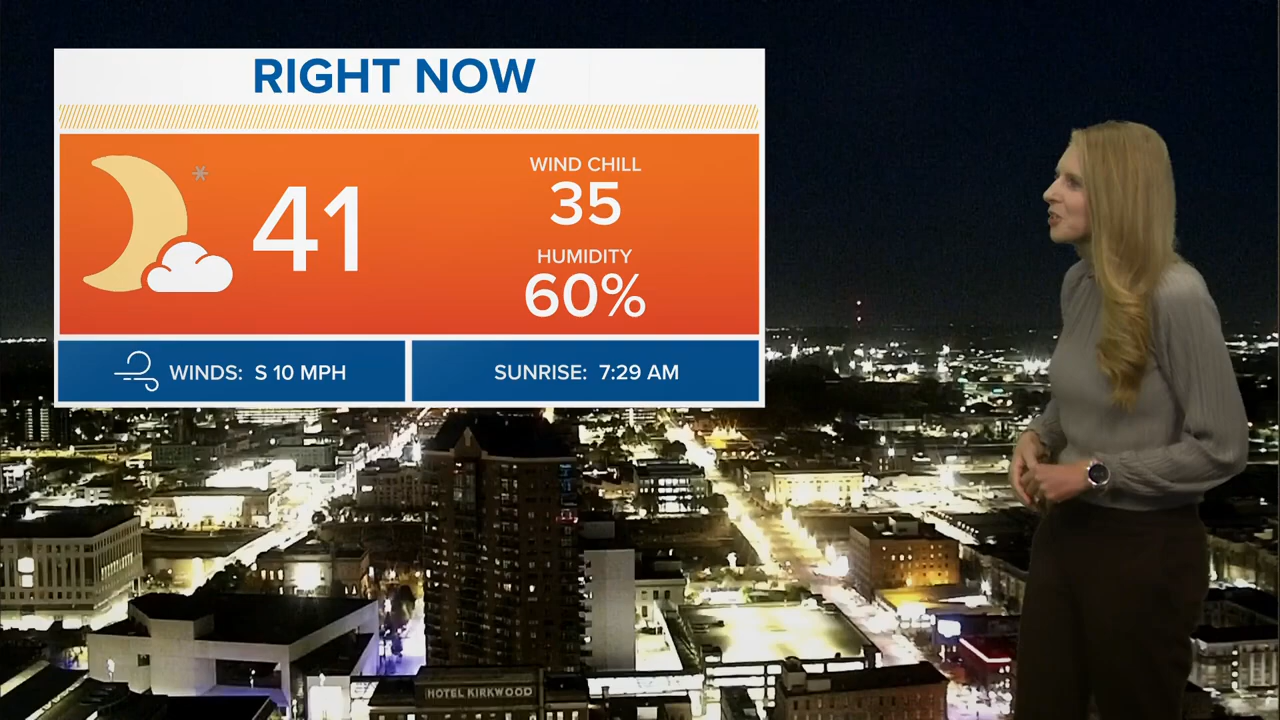 RIGHT NOW
41
WIND CHILL
35
HUMIDITY
60%
WINDS: S 10 MPH
SUNRISE: 7:29 AM
HOTEL KIRKWOOD